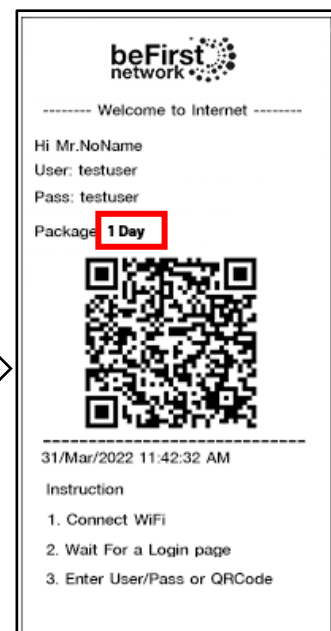 beFirst
network
-------- Welcome to Internet --------
Hi Mr.NoName
User: testuser
Pass: testuser
Package 1 Day
31/Mar/2022 11:42:32 AM
Instruction
1. Connect WiFi
2. Wait For a Login page
3. Enter User/Pass or QRCode